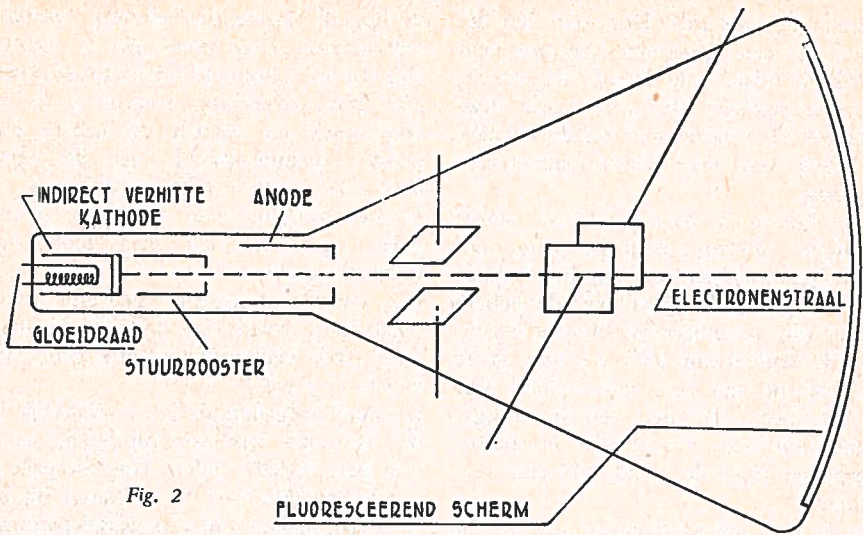 INDIRECT VERHITTE
KATHODE
ANODE
GLOEIDRAAD
STUURROOSTER
ELECTRONENSTRAAL
Fig. 2
FLUORESCEEREND SCHERM